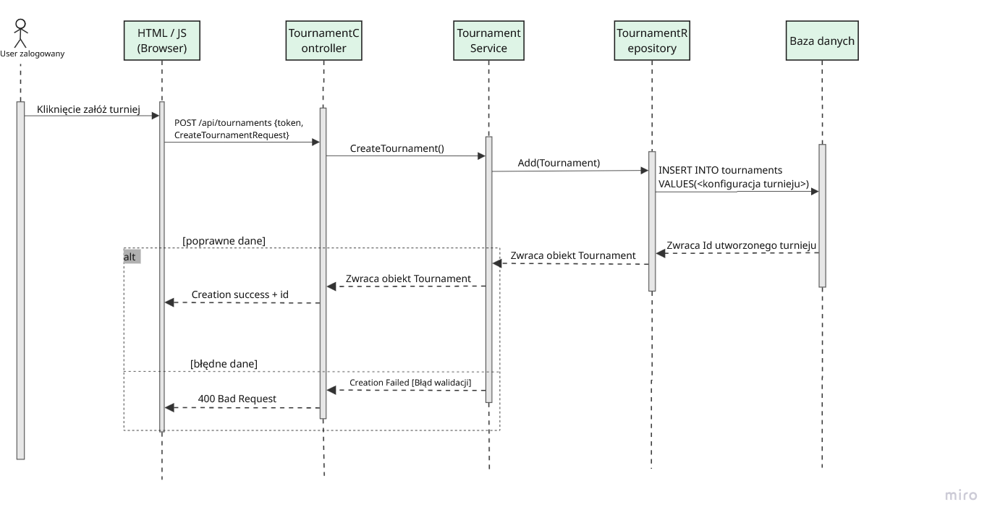 User zalogowany
HTML / JS
(Browser)
TournamentC
ontroller
Tournament
Service
TournamentR
epository
Baza danych
Kliknięcie załóż turniej
POST /api/tournaments {token,
CreateTournamentRequest}
CreateTournament()
Add(Tournament)
INSERT INTO tournaments
VALUES(<konfiguracja turnieju>)
[poprawne dane]
alt
Zwraca Id utworzonego turnieju
Zwraca obiekt Tournament
Zwraca obiekt Tournament
Creation success + id
[błędne dane]
Creation Failed [Błąd walidacji]
400 Bad Request
miro